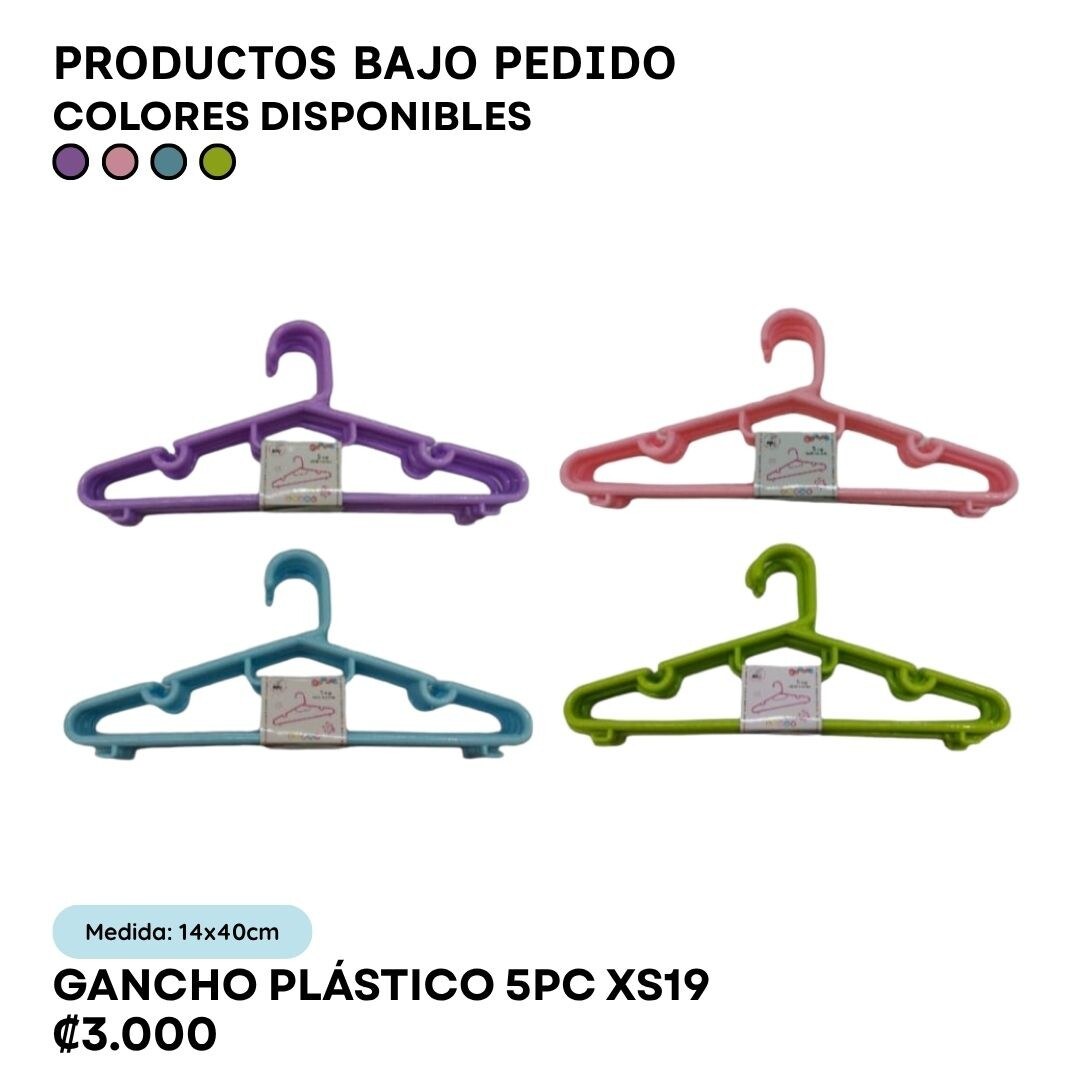 PRODUCTOS BAJO PEDIDO
COLORES DISPONIBLES
Medida: 14x40cm
GANCHO PLÁSTICO 5PC XS19
₡3.000